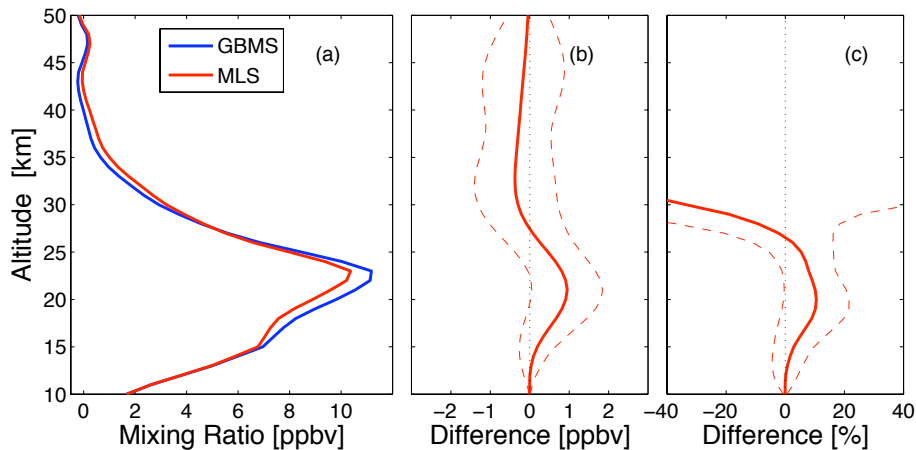 50
45
40
35
30
25
20
15
10
Altitude [km]
GBMS
MLS
(a)
0 2 4 6 8 10
Mixing Ratio [ppbv]
(b)
−2 −1 0 1 2 3
Difference [ppbv]
(c)
−40 −20 0 20 40
Difference [%]